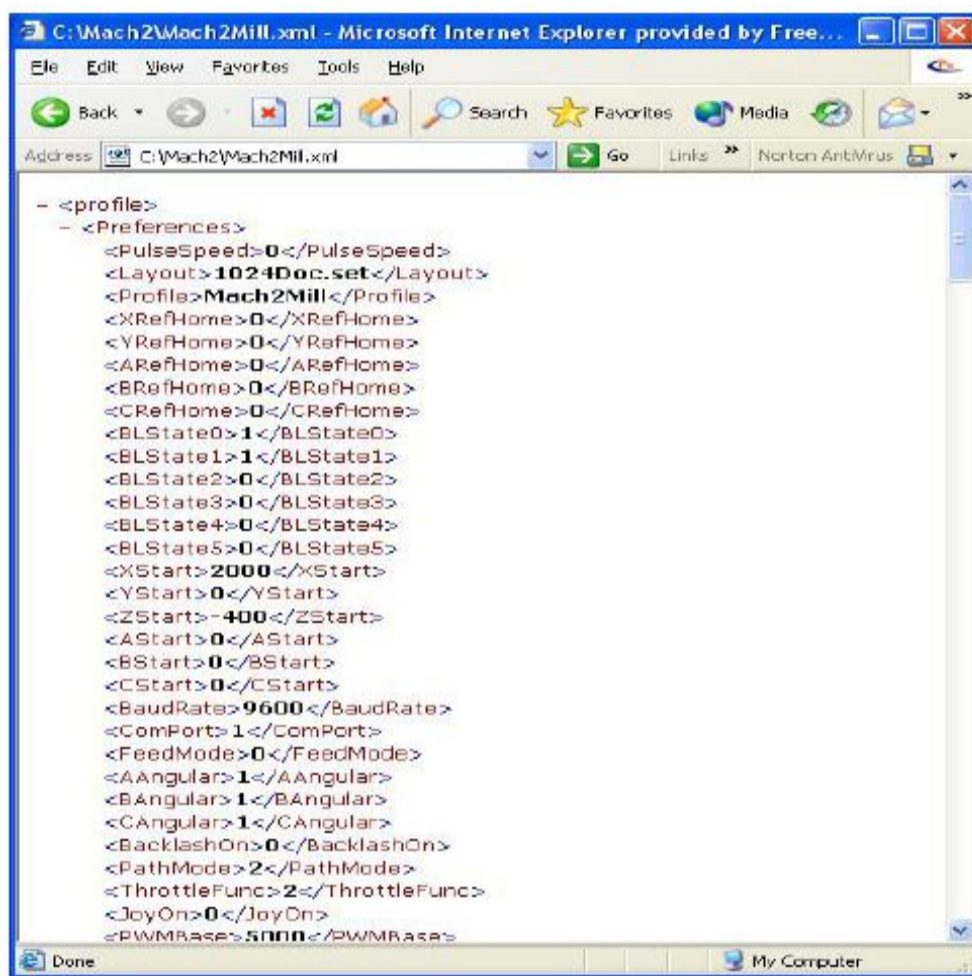 C:\Mach2\Mach2Mill.xml - Microsoft Internet Explorer provided by Free...
File Edit View Favorites Tools Help
Back Search Favorites Media »
Address C:\Mach2\Mach2Mill.xml Go Links » Norton AntiVirus
- <profile>
- <Preferences>
<PulseSpeed>0</PulseSpeed>
<Layout>1024Doc.set</Layout>
<Profile>Mach2Mill</Profile>
<XRefHome>0</XRefHome>
<YRefHome>0</YRefHome>
<ARefHome>0</ARefHome>
<BRefHome>0</BRefHome>
<CRefHome>0</CRefHome>
<BLState0>1</BLState0>
<BLState1>1</BLState1>
<BLState2>0</BLState2>
<BLState3>0</BLState3>
<BLState4>0</BLState4>
<BLState5>0</BLState5>
<XStart>2000</XStart>
<YStart>0</YStart>
<ZStart>-400</ZStart>
<AStart>0</AStart>
<BStart>0</BStart>
<CStart>0</CStart>
<BaudRate>9600</BaudRate>
<ComPort>1</ComPort>
<FeedMode>0</FeedMode>
<AAngular>1</AAngular>
<BAngular>1</BAngular>
<CAngular>1</CAngular>
<BacklashOn>0</BacklashOn>
<PathMode>2</PathMode>
<ThrottleFunc>2</ThrottleFunc>
<JoyOn>0</JoyOn>
<PWMBase>5000</PWMBase>
Done My Computer